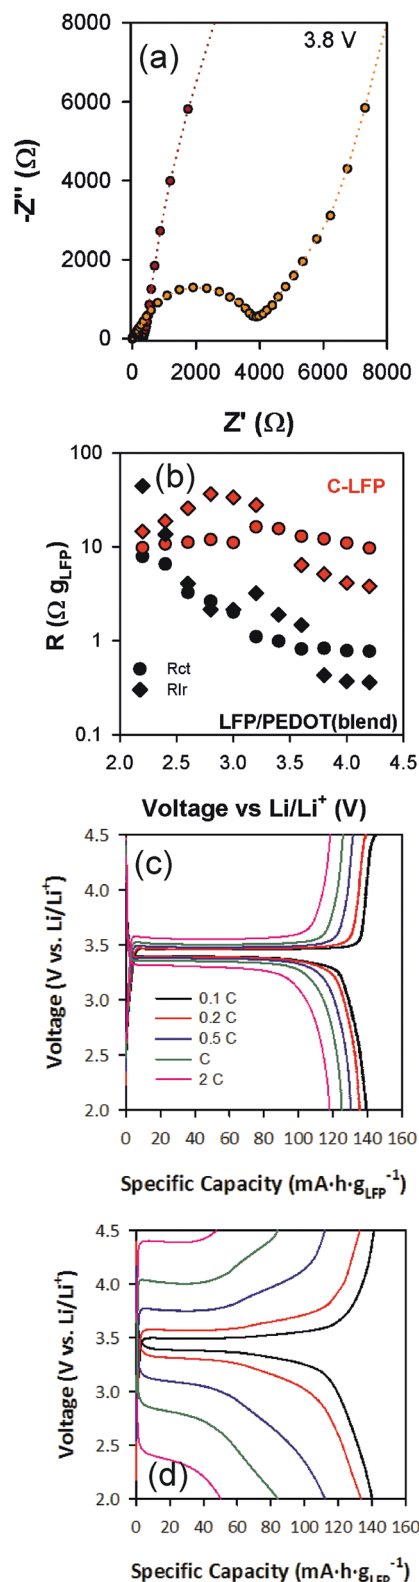 8000
(a)
3.8 V
6000
-Z" (Ω)
4000
2000
0
0 2000 4000 6000 8000
Z' (Ω)
100
(b)
C-LFP
10
R (Ω g_LFP)
1
Rct
Rlr
LFP/PEDOT(blend)
0.1
2.0 2.5 3.0 3.5 4.0 4.5
Voltage vs Li/Li⁺ (V)
4.5
(c)
4.0
Voltage (V vs. Li/Li⁺)
3.5
3.0
0.1 C
0.2 C
0.5 C
C
2 C
2.5
2.0
0 20 40 60 80 100 120 140 160
Specific Capacity (mA·h·g_LFP⁻¹)
4.5
4.0
Voltage (V vs. Li/Li⁺)
3.5
3.0
2.5
(d)
2.0
0 20 40 60 80 100 120 140 160
Specific Capacity (mA·h·g_LFP⁻¹)